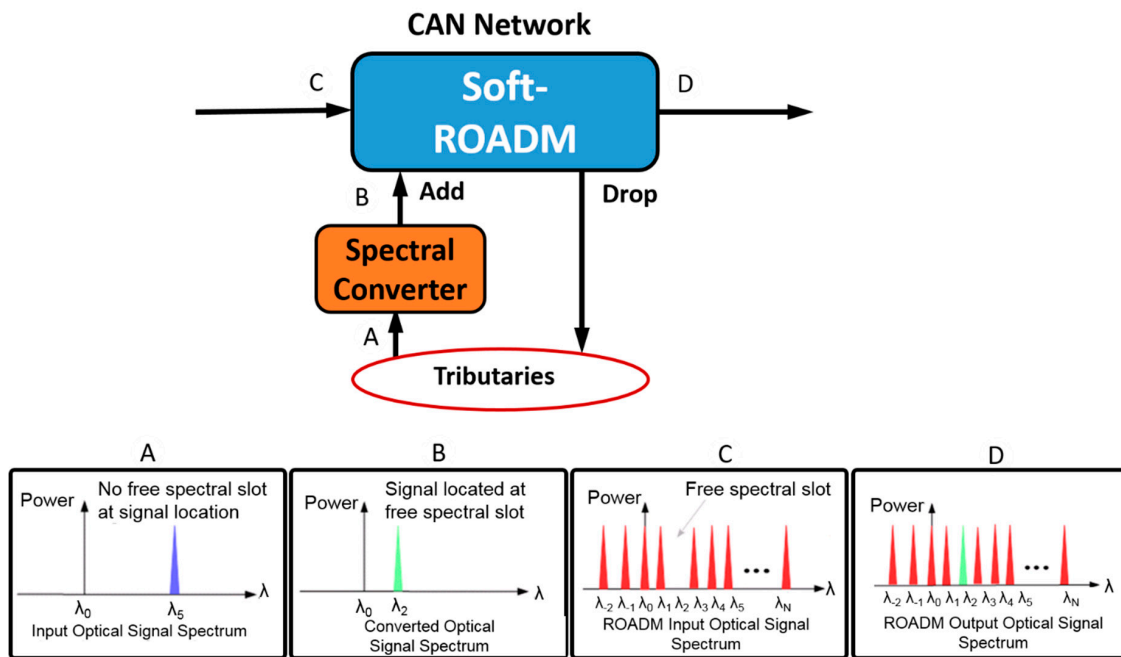 CAN Network
C
Soft-
ROADM
D
B
Add
Drop
Spectral
Converter
A
Tributaries
A
Power
No free spectral slot
at signal location
λ
λ0
λ5
Input Optical Signal Spectrum
B
Power
Signal located at
free spectral slot
λ
λ0
λ2
Converted Optical
Signal Spectrum
C
Power
Free spectral slot
...
λ
λ-2 λ-1 λ0 λ1 λ2 λ3 λ4 λ5 λN
ROADM Input Optical Signal
Spectrum
D
Power
...
λ
λ-2 λ-1 λ0 λ1 λ2 λ3 λ4 λ5 λN
ROADM Output Optical Signal
Spectrum